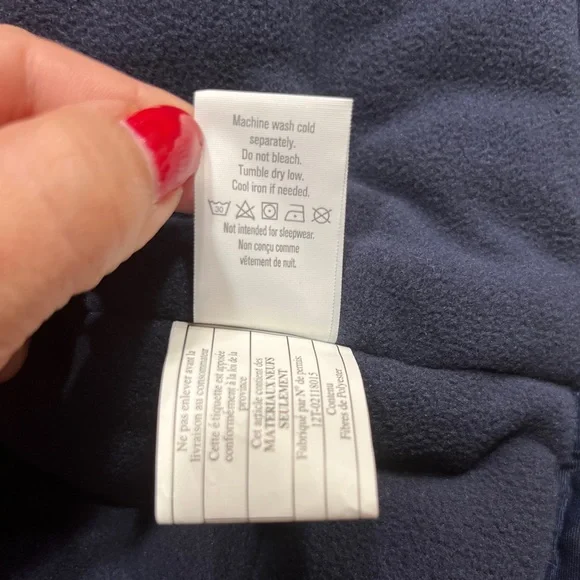 Machine wash cold
separately.
Do not bleach.
Tumble dry low.
Cool iron if needed.
30
Not intended for sleepwear.
Non conçu comme
vêtement de nuit.
Ne pas enlever avant la
livraison au consommateur
Cette étiquette est apposée
conformément à la loi de la
province
Cet article contient des
MATERIAUX NEUFS
SEULEMENT
Fabriqué par Nº de permis:
12T-02118015
Contenu
Fibres de Polyester